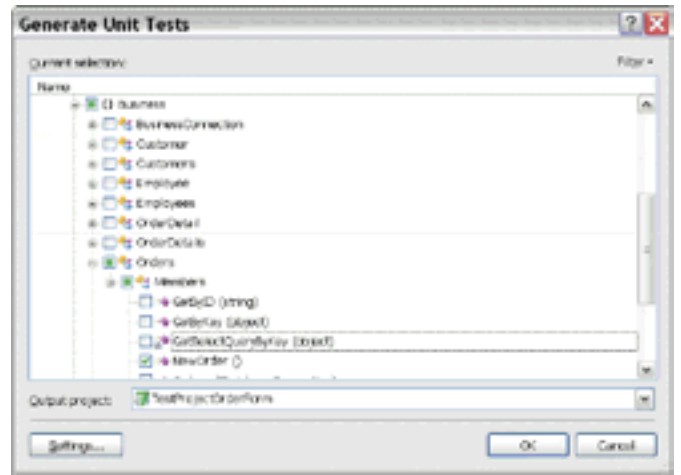 Generate Unit Tests
Current selection:
Filter
Name
{} Business
BusinessConnection
Customer
Customers
Employee
Employees
OrderDetail
OrderDetails
Orders
Members
GetByID (string)
GetByKey (object)
GetSelectQueryByKey (object)
NewOrder ()
Output project:
TestProjectOrderForm
Settings...
OK
Cancel